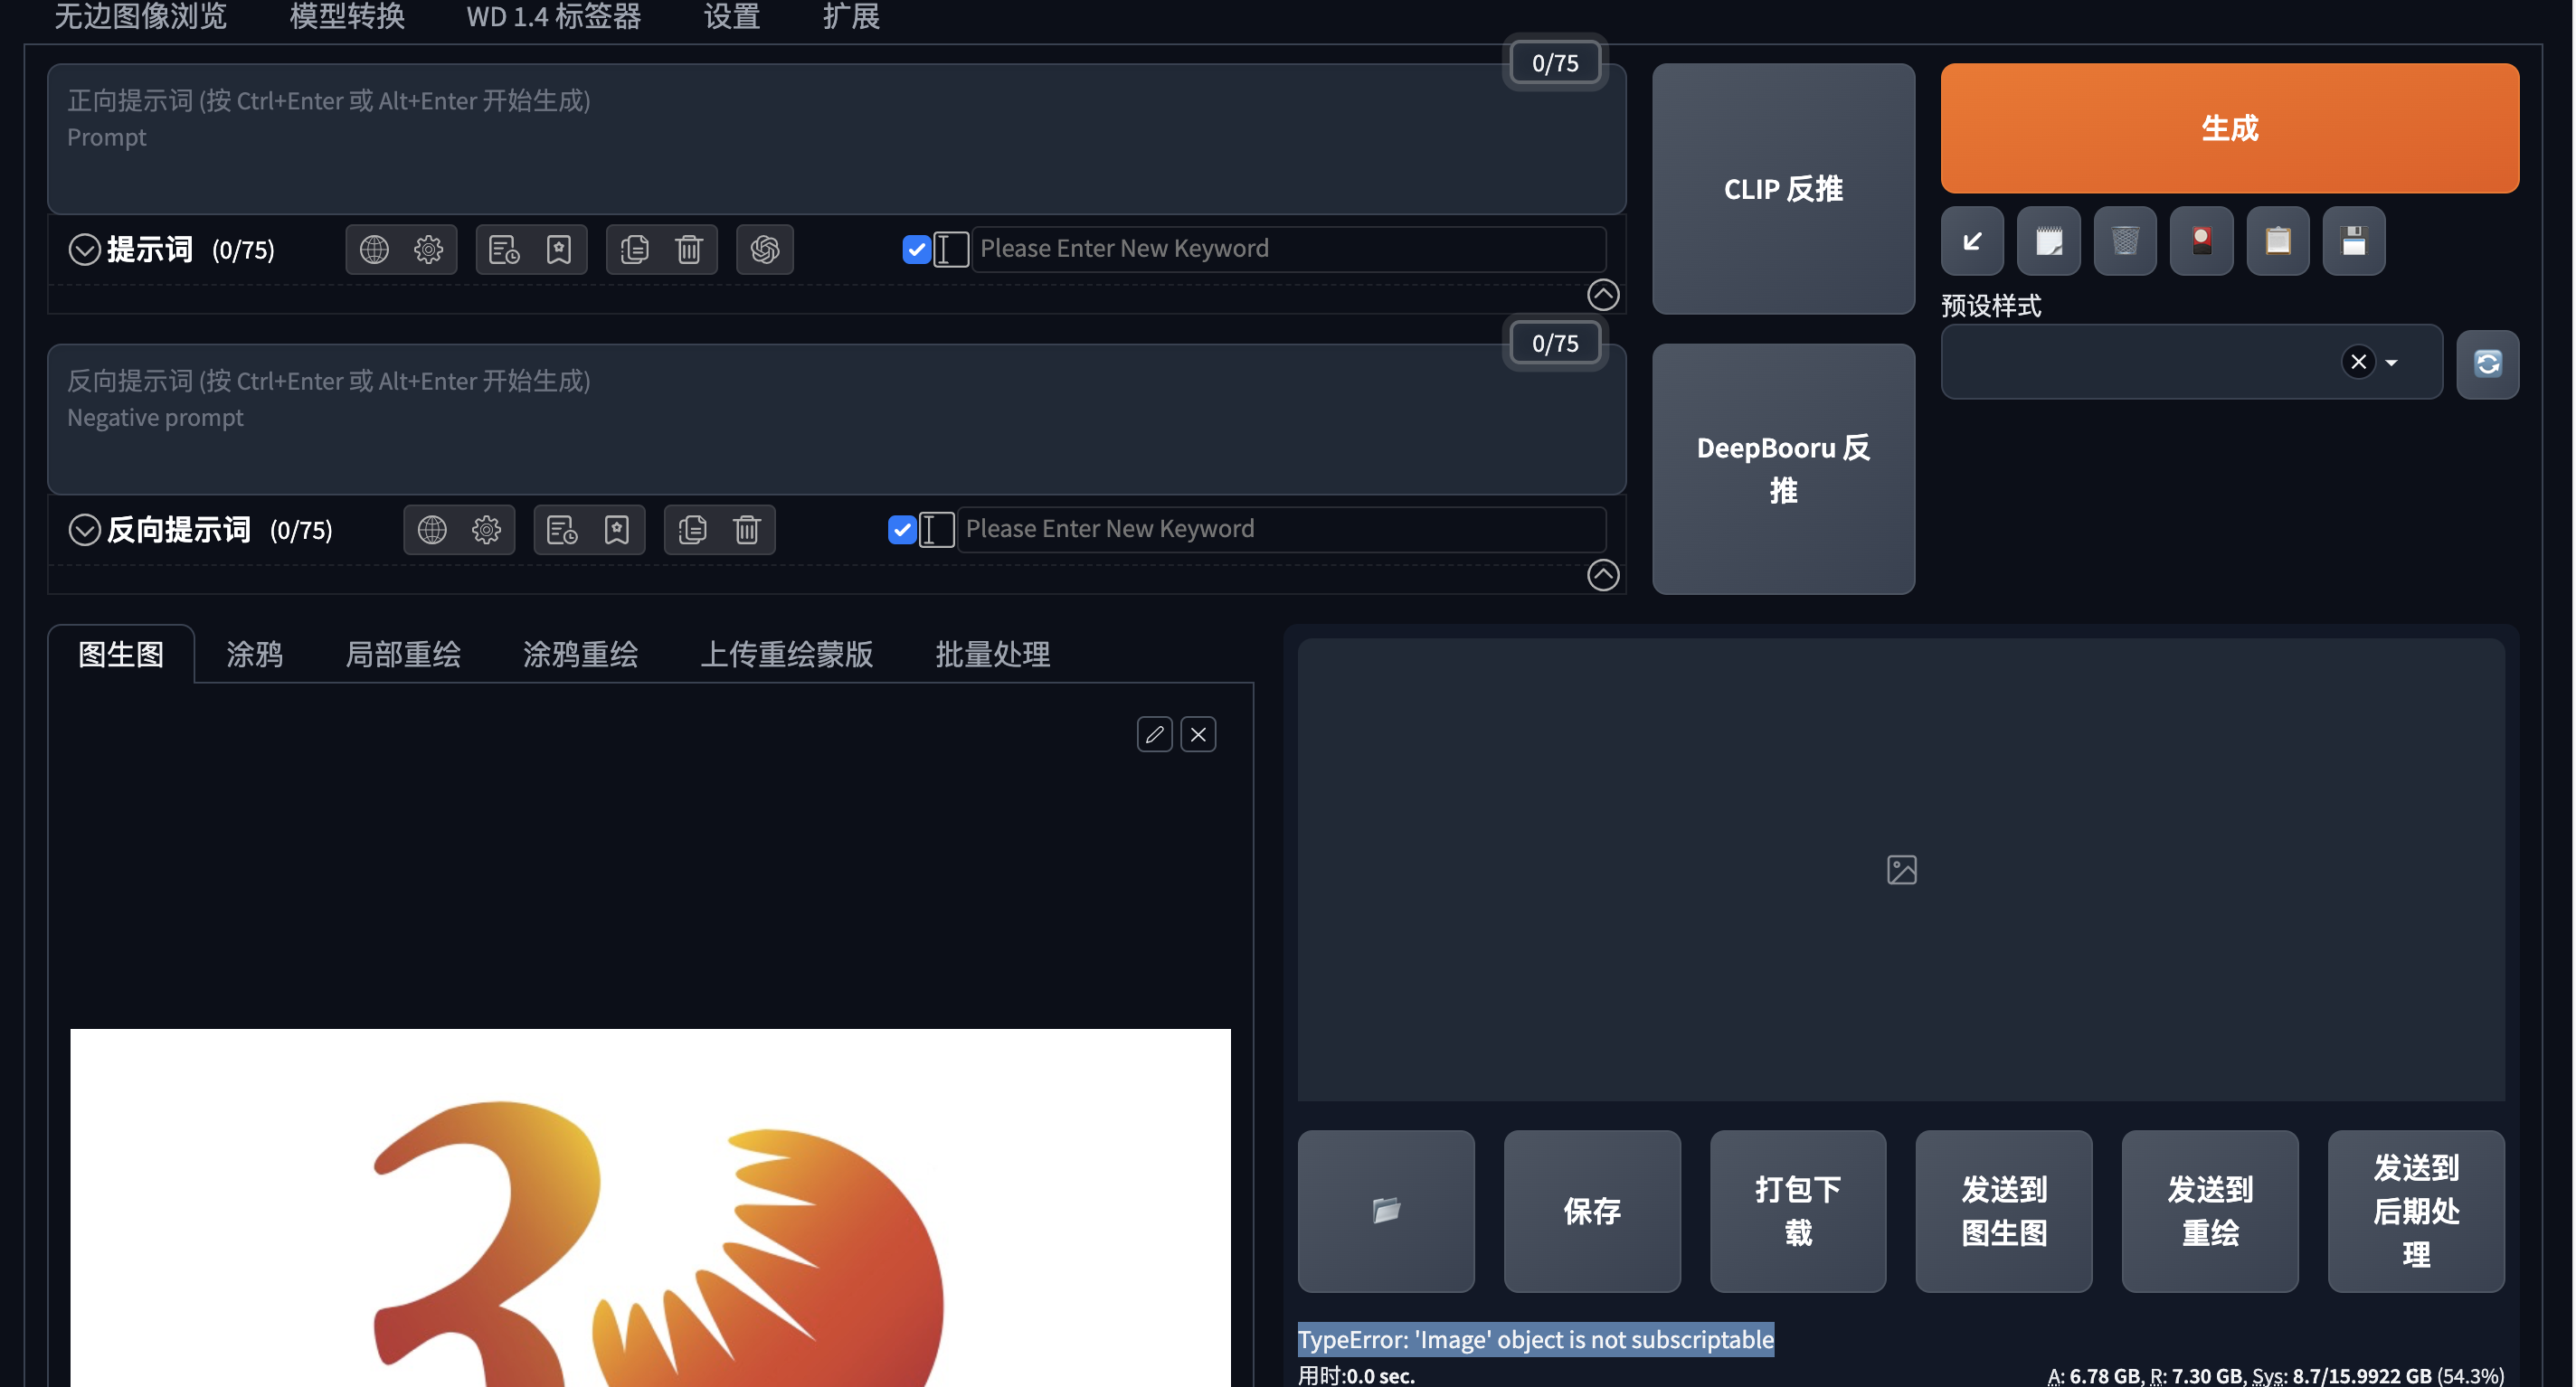 无边图像浏览 模型转换 WD 1.4 标签器 设置 扩展
0/75
正向提示词 (按 Ctrl+Enter 或 Alt+Enter 开始生成)
Prompt
提示词 (0/75) Please Enter New Keyword
CLIP 反推
生成
预设样式
0/75
反向提示词 (按 Ctrl+Enter 或 Alt+Enter 开始生成)
Negative prompt
反向提示词 (0/75) Please Enter New Keyword
DeepBooru 反
推
图生图 涂鸦 局部重绘 涂鸦重绘 上传重绘蒙版 批量处理
3
保存
打包下
载
发送到
图生图
发送到
重绘
发送到
后期处
理
TypeError: 'Image' object is not subscriptable
用时:0.0 sec.
A: 6.78 GB, R: 7.30 GB, Sys: 8.7/15.9922 GB (54.3%)